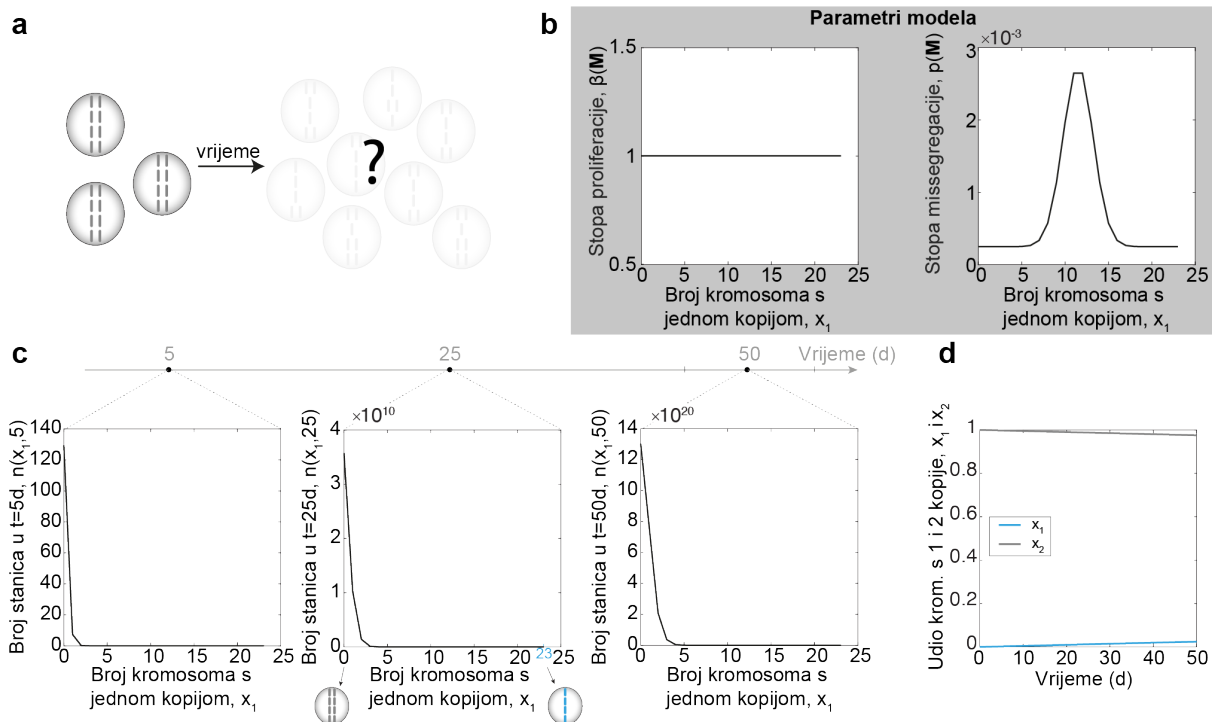 a
vrijeme
?
b
Parametri modela
Stopa proliferacije, β(M)
1.5
1
0.5
0 5 10 15 20 25
Broj kromosoma s
jednom kopijom, x1
Stopa missegregacije, p(M)
×10-3
3
2
1
0
0 5 10 15 20 25
Broj kromosoma s
jednom kopijom, x1
c
5 25 50 Vrijeme (d)
Broj stanica u t=5d, n(x1,5)
140
120
100
80
60
40
20
0
0 5 10 15 20 25
Broj kromosoma s
jednom kopijom, x1
Broj stanica u t=25d, n(x1,25)
×1010
4
3
2
1
0
0 5 10 15 20 23 25
Broj kromosoma s
jednom kopijom, x1
Broj stanica u t=50d, n(x1,50)
×1020
14
12
10
8
6
4
2
0
0 5 10 15 20 25
Broj kromosoma s
jednom kopijom, x1
d
Udio krom. s 1 i 2 kopije, x1 i x2
1
0.8
0.6
0.4
0.2
0
x1
x2
0 10 20 30 40 50
Vrijeme (d)